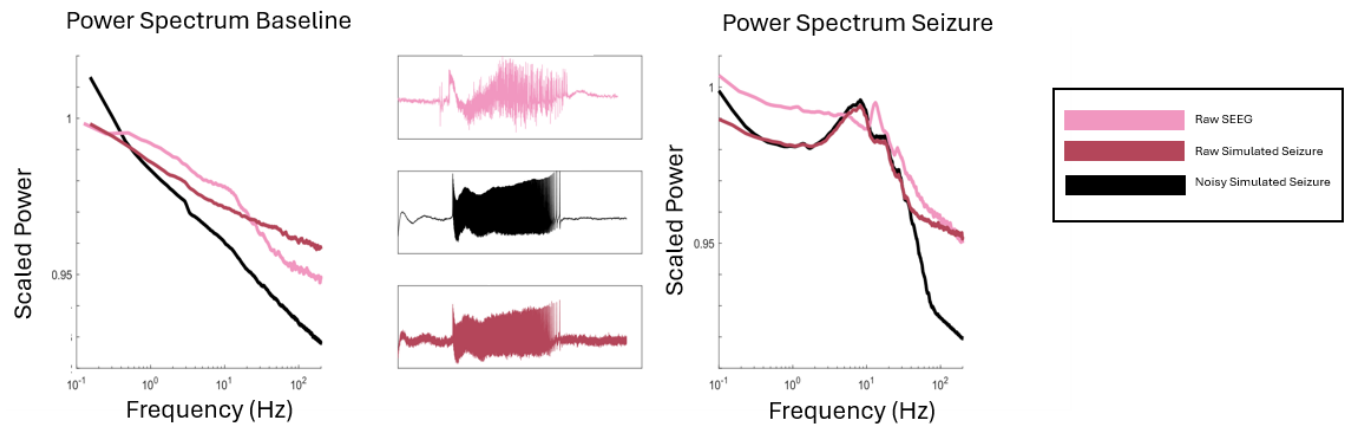 Power Spectrum Baseline
Power Spectrum Seizure
Scaled Power
1
0.95
10⁻¹
10⁰
10¹
10²
Frequency (Hz)
Scaled Power
1
0.95
10⁻¹
10⁰
10¹
10²
Frequency (Hz)
Raw SEEG
Raw Simulated Seizure
Noisy Simulated Seizure